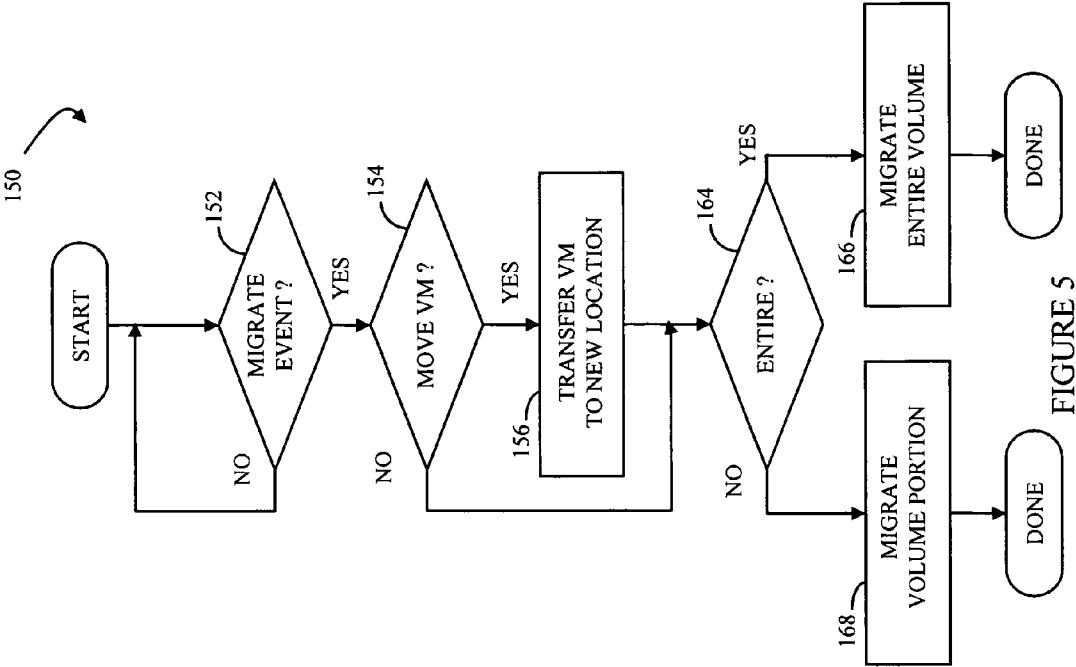 150
START
152
MIGRATE
EVENT ?
NO
YES
154
MOVE VM ?
NO
YES
156
TRANSFER VM
TO NEW LOCATION
164
ENTIRE ?
NO
YES
168
MIGRATE
VOLUME PORTION
166
MIGRATE
ENTIRE VOLUME
DONE
DONE
FIGURE 5